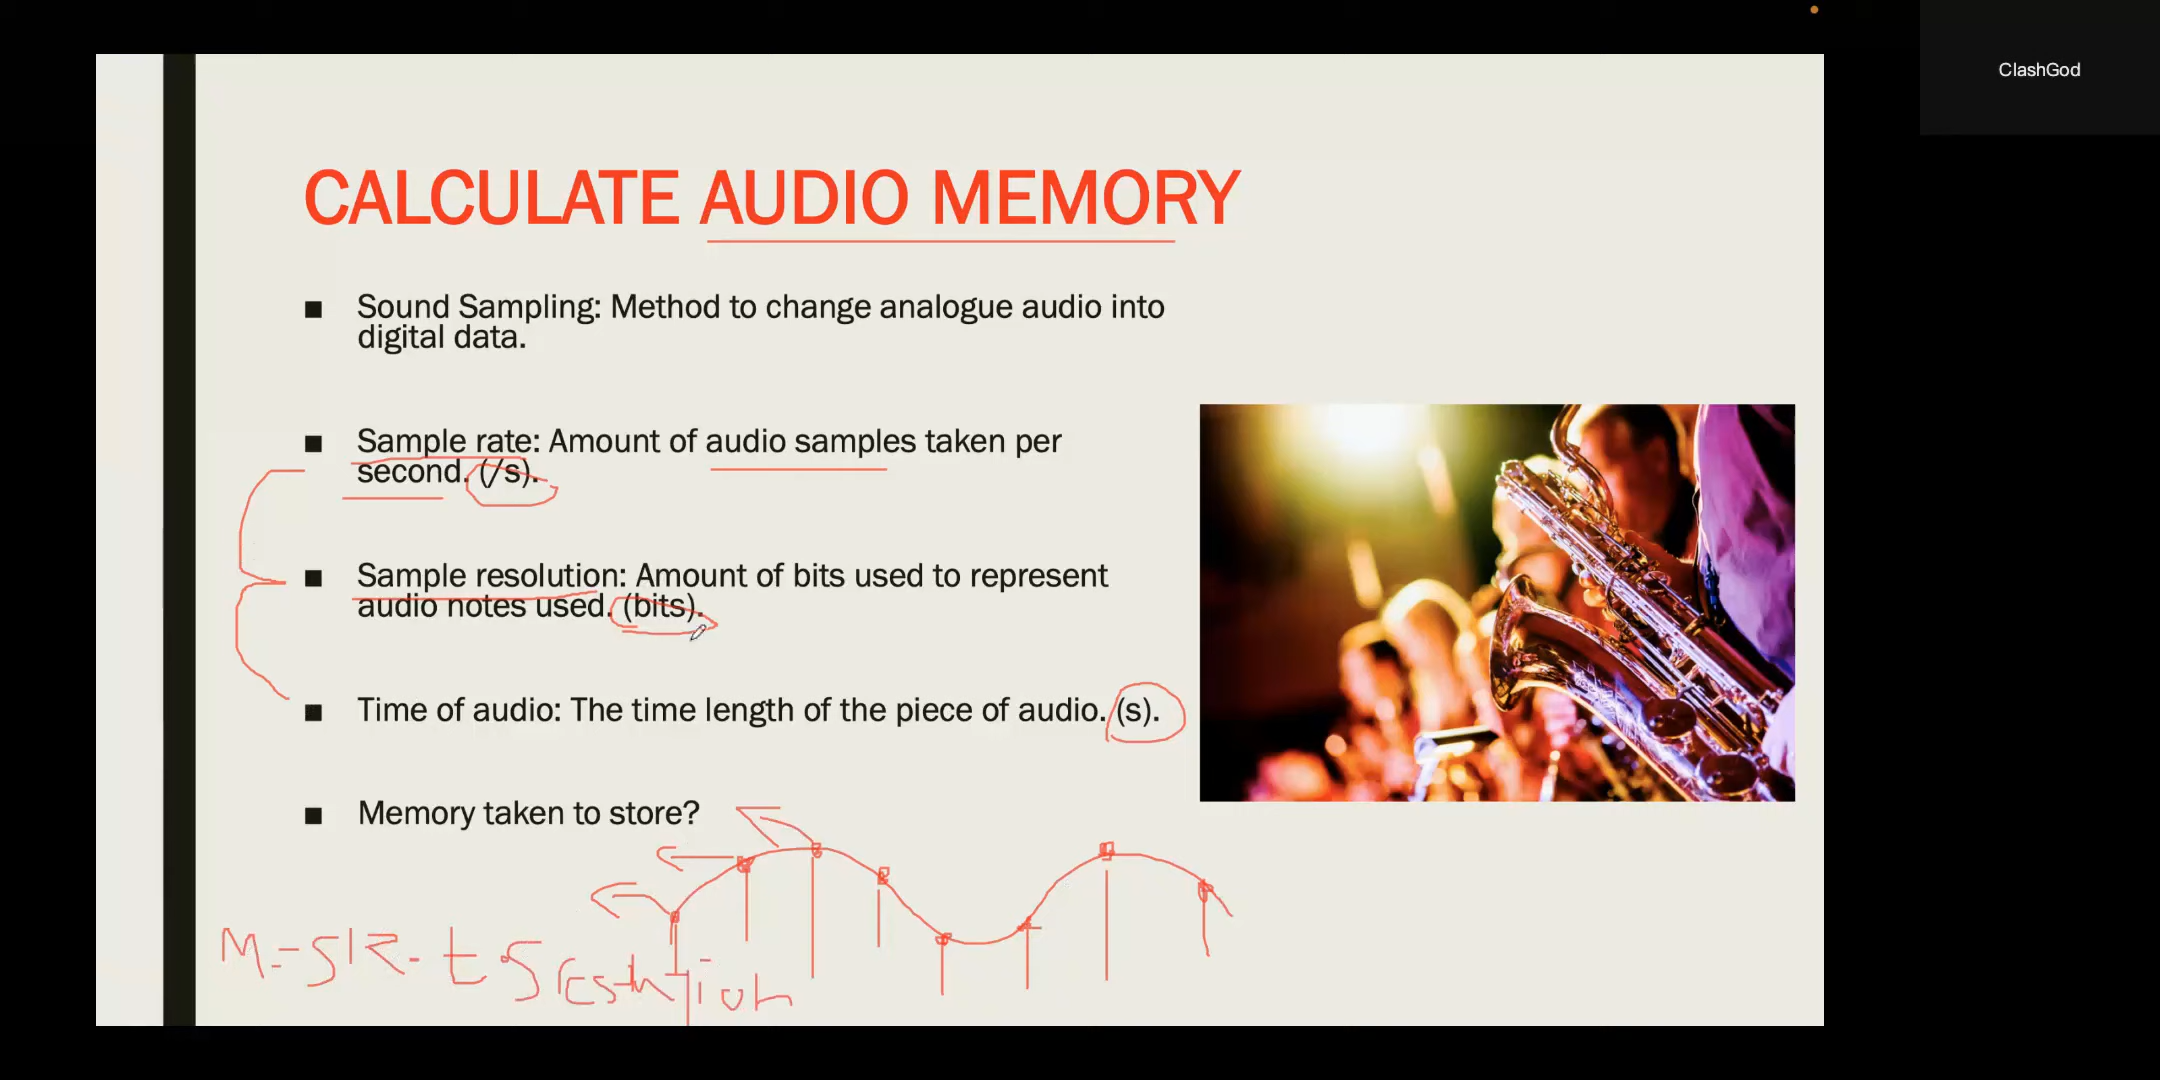 ClashGod
CALCULATE AUDIO MEMORY
■ Sound Sampling: Method to change analogue audio into
digital data.
■ Sample rate: Amount of audio samples taken per
second. (/s).
■ Sample resolution: Amount of bits used to represent
audio notes used. (bits).
■ Time of audio: The time length of the piece of audio. (s).
■ Memory taken to store?
M = SR · t · S